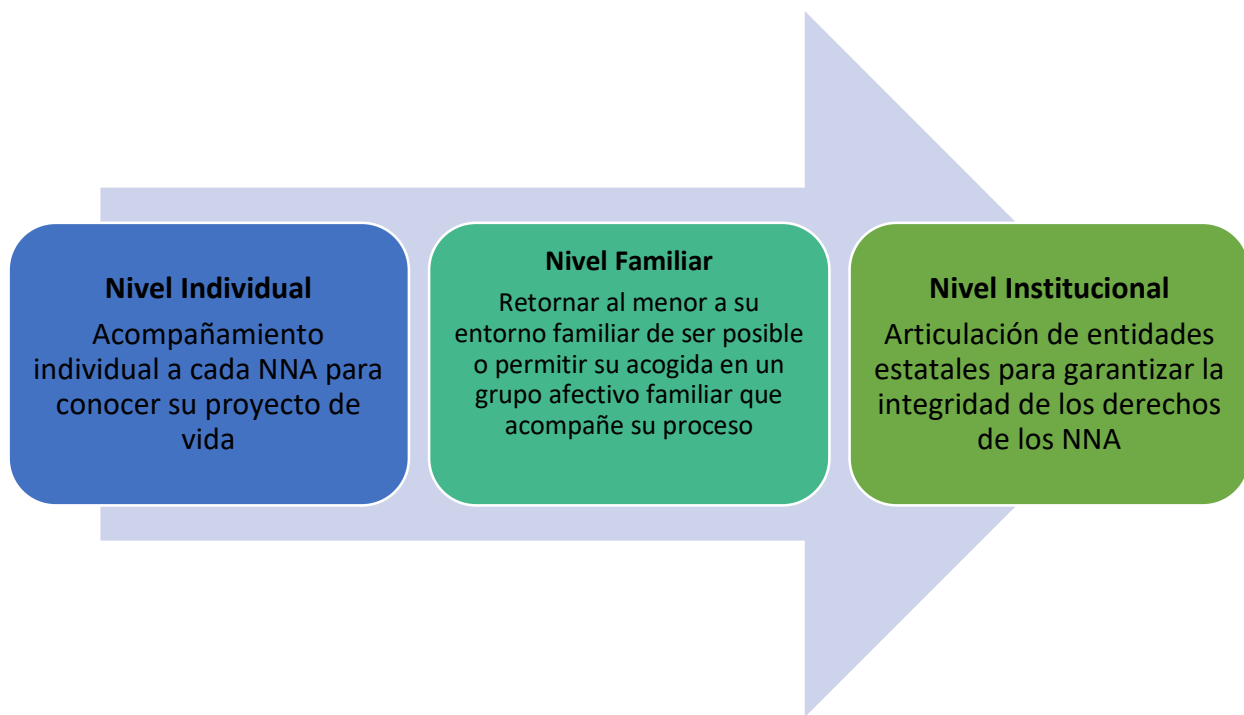 Nivel Individual
Acompañamiento
individual a cada NNA para
conocer su proyecto de
vida
Nivel Familiar
Retornar al menor a su
entorno familiar de ser posible
o permitir su acogida en un
grupo afectivo familiar que
acompañe su proceso
Nivel Institucional
Articulación de entidades
estatales para garantizar la
integridad de los derechos
de los NNA